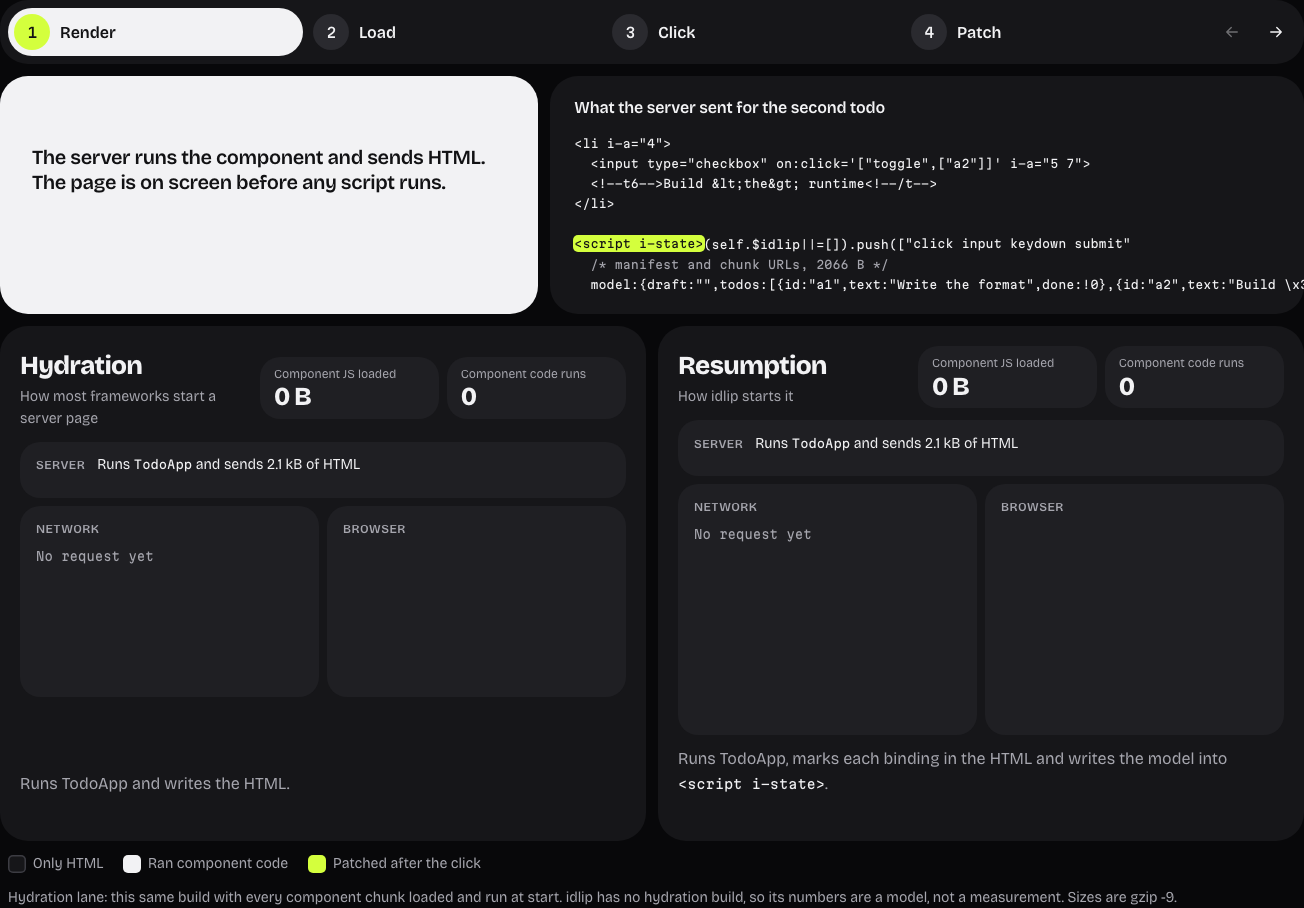 1 Render
2 Load
3 Click
4 Patch
← →
The server runs the component and sends HTML.
The page is on screen before any script runs.
What the server sent for the second todo
<li i-a="4">
<input type="checkbox" on:click='["toggle",["a2"]]' i-a="5 7">
<!--t6-->Build &lt;the&gt; runtime<!--/t-->
</li>
<script i-state>(self.$idlip||=[]).push(["click input keydown submit"
/* manifest and chunk URLs, 2066 B */
model:{draft:"",todos:[{id:"a1",text:"Write the format",done:!0},{id:"a2",text:"Build \x3
Hydration
How most frameworks start a
server page
Component JS loaded
0 B
Component code runs
0
SERVER Runs TodoApp and sends 2.1 kB of HTML
NETWORK
No request yet
BROWSER
Runs TodoApp and writes the HTML.
Resumption
How idlip starts it
Component JS loaded
0 B
Component code runs
0
SERVER Runs TodoApp and sends 2.1 kB of HTML
NETWORK
No request yet
BROWSER
Runs TodoApp, marks each binding in the HTML and writes the model into
<script i-state>.
Only HTML
Ran component code
Patched after the click
Hydration lane: this same build with every component chunk loaded and run at start. idlip has no hydration build, so its numbers are a model, not a measurement. Sizes are gzip -9.